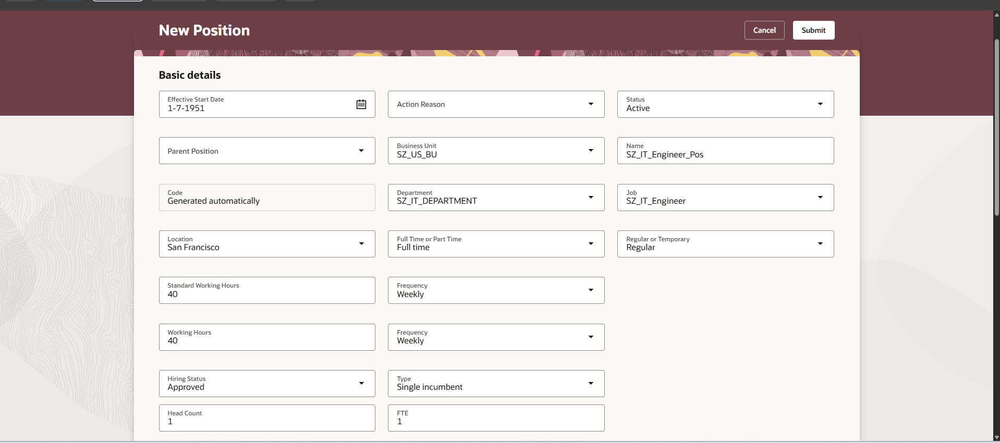 New Position
Cancel
Submit
Basic details
Effective Start Date
1-7-1951
Action Reason
Status
Active
Parent Position
Business Unit
SZ_US_BU
Name
SZ_IT_Engineer_Pos
Code
Generated automatically
Department
SZ_IT_DEPARTMENT
Job
SZ_IT_Engineer
Location
San Francisco
Full Time or Part Time
Full time
Regular or Temporary
Regular
Standard Working Hours
40
Frequency
Weekly
Working Hours
40
Frequency
Weekly
Hiring Status
Approved
Type
Single incumbent
Head Count
1
FTE
1